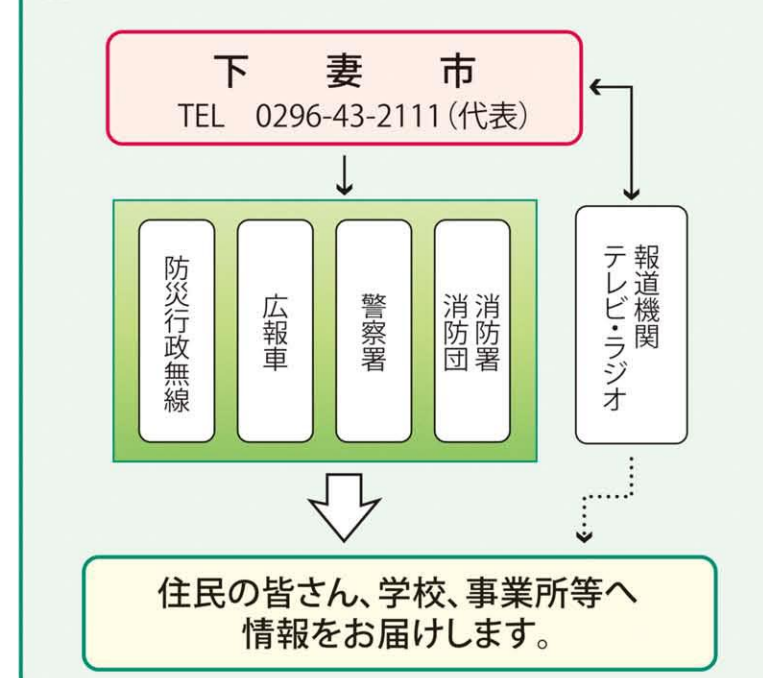 下 妻 市
TEL 0296-43-2111(代表)
防災行政無線
広報車
警察署
消防署
消防団
報道機関
テレビ・ラジオ
住民の皆さん、学校、事業所等へ
情報をお届けします。